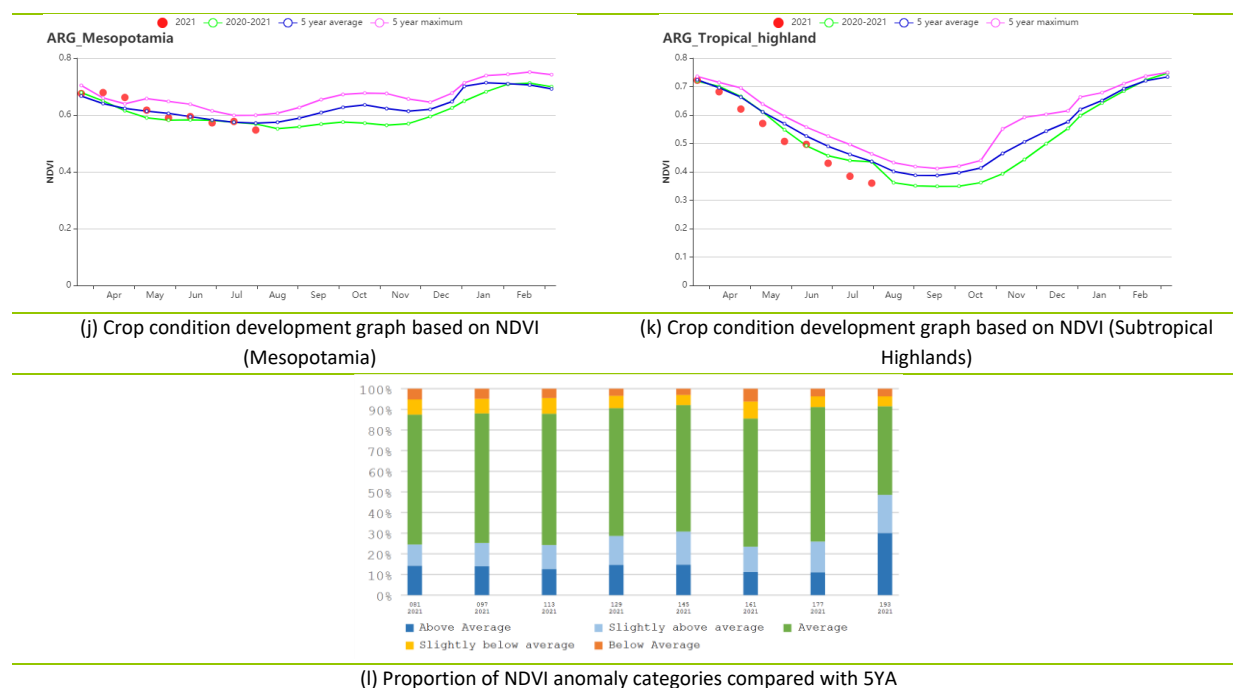 2021 2020-2021 5 year average 5 year maximum
ARG_Mesopotamia
0.8
0.6
0.4
0.2
0
NDVI
Apr May Jun Jul Aug Sep Oct Nov Dec Jan Feb
(j) Crop condition development graph based on NDVI
(Mesopotamia)
2021 2020-2021 5 year average 5 year maximum
ARG_Tropical_highland
0.8
0.7
0.6
0.5
0.4
0.3
0.2
0.1
0
NDVI
Apr May Jun Jul Aug Sep Oct Nov Dec Jan Feb
(k) Crop condition development graph based on NDVI (Subtropical
Highlands)
100%
90%
80%
70%
60%
50%
40%
30%
20%
10%
0%
081 097 113 129 145 161 177 193
2021 2021 2021 2021 2021 2021 2021 2021
Above Average Slightly above average Average
Slightly below average Below Average
(l) Proportion of NDVI anomaly categories compared with 5YA